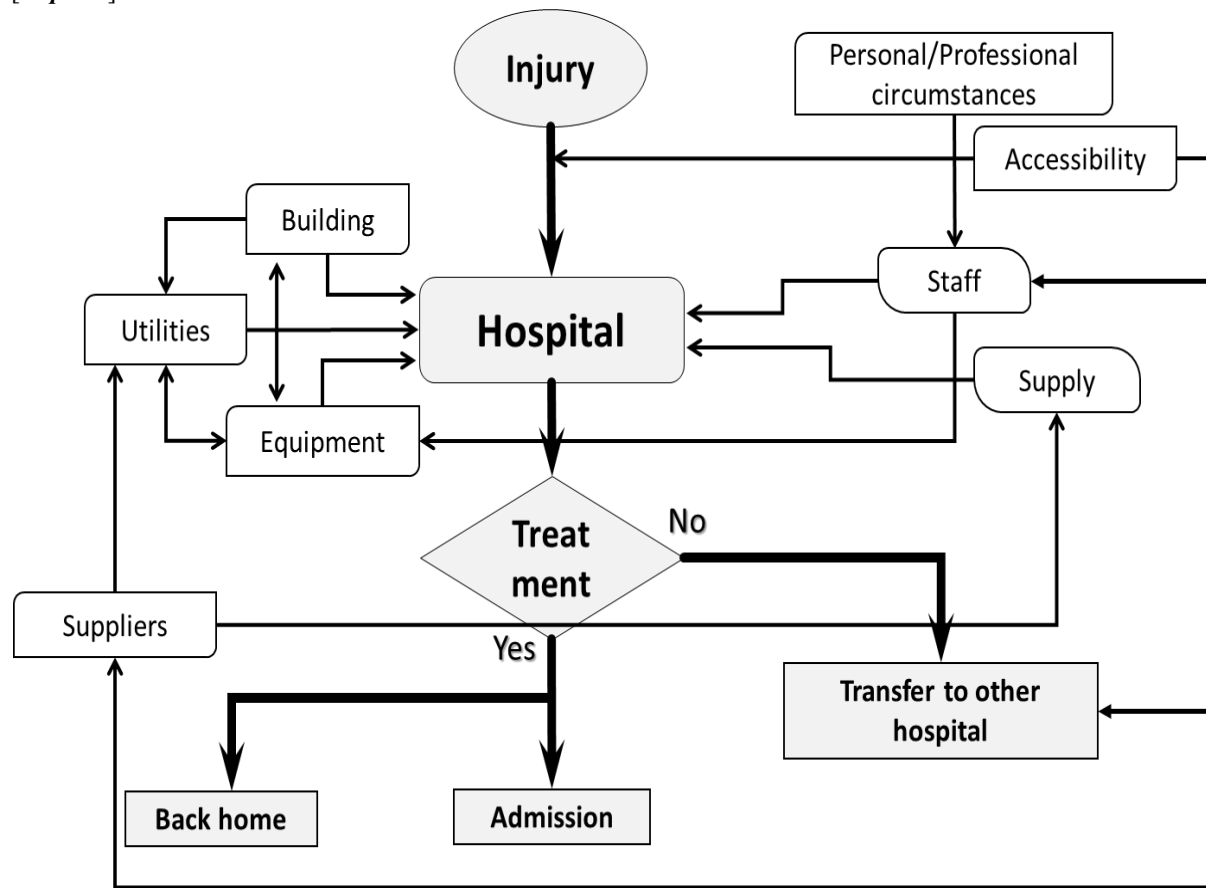 Injury
Personal/Professional
circumstances
Accessibility
Building
Staff
Utilities
Hospital
Supply
Equipment
No
Treat
ment
Suppliers
Yes
Transfer to other
hospital
Back home
Admission